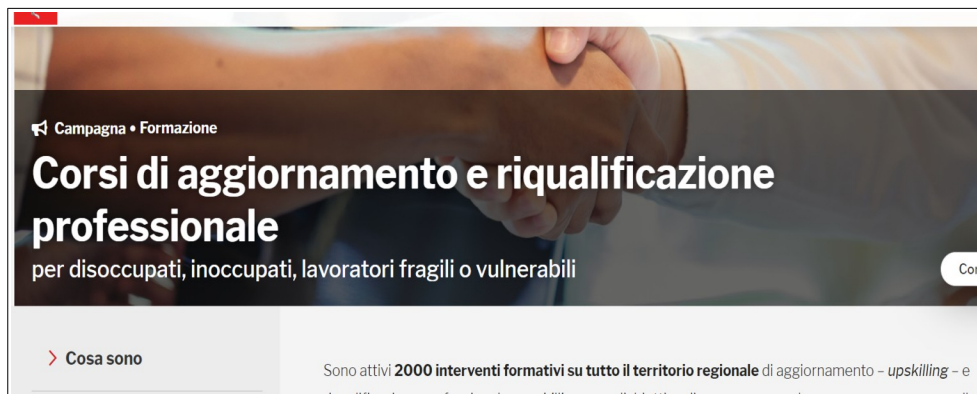 Campagna • Formazione
Corsi di aggiornamento e riqualificazione
professionale
per disoccupati, inoccupati, lavoratori fragili o vulnerabili
Cosa sono
Sono attivi 2000 interventi formativi su tutto il territorio regionale di aggiornamento – upskilling – e